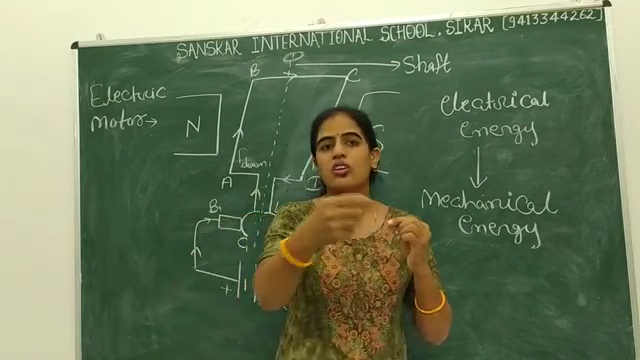 SANSKAR INTERNATIONAL SCHOOL, SIKAR [9413344262]
Electric
Motor→
N
B
C
→ Shaft
A
B₁
C
+
Electrical
Energy
Mechanical
Energy